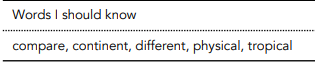 Words I should know
compare, continent, different, physical, tropical